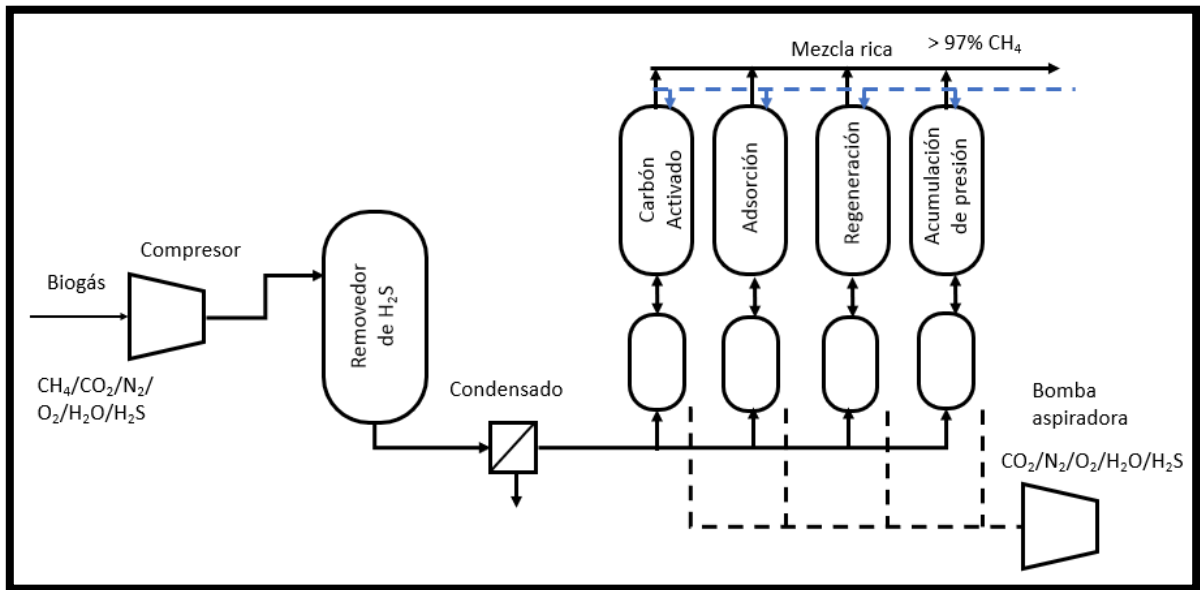 Mezcla rica
> 97% CH₄
Carbón
Activado
Adsorción
Regeneración
Acumulación
de presión
Compresor
Biogás
CH₄/CO₂/N₂/
O₂/H₂O/H₂S
Removedor
de H₂S
Condensado
Bomba
aspiradora
CO₂/N₂/O₂/H₂O/H₂S